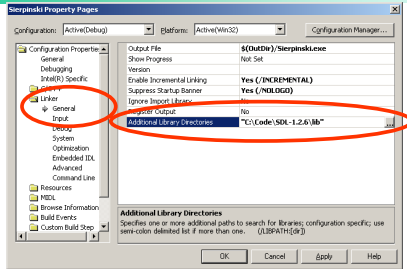 Sierpinski Property Pages
Configuration: Active(Debug) Platform: Active(Win32) Configuration Manager...
Configuration Properties
General
Debugging
Intel(R) Specific
C/C++
Linker
General
Input
Debug
System
Optimization
Embedded IDL
Advanced
Command Line
Resources
MIDL
Browse Information
Build Events
Custom Build Step
Output File $(OutDir)/Sierpinski.exe
Show Progress Not Set
Version
Enable Incremental Linking Yes (/INCREMENTAL)
Suppress Startup Banner Yes (/NOLOGO)
Ignore Import Library No
Register Output No
Additional Library Directories "C:\Code\SDL-1.2.6\lib" ...
Additional Library Directories
Specifies one or more additional paths to search for libraries; configuration specific; use
semi-colon delimited list if more than one. (/LIBPATH:[dir])
OK Cancel Apply Help